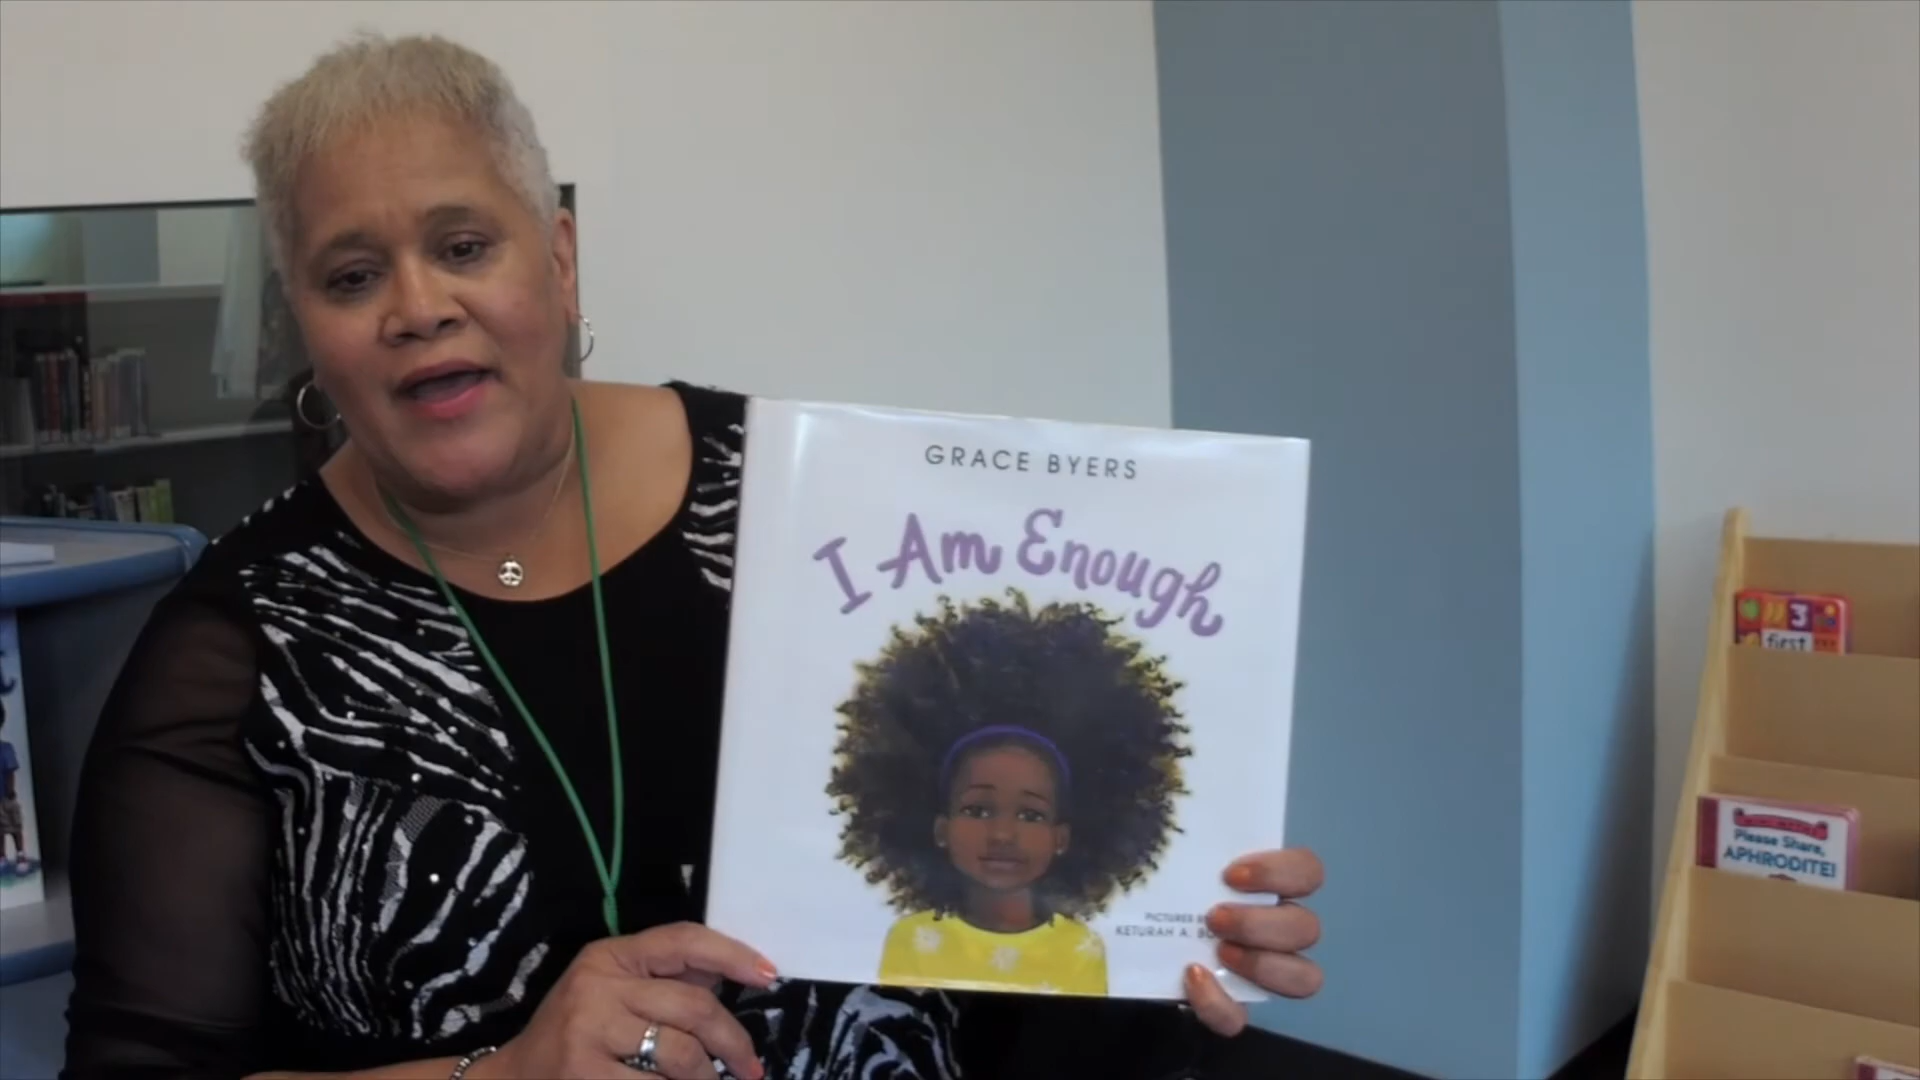 GRACE BYERS
I Am Enough
PICTURES
KETURAH A.
3
first
Please Share,
APHRODITE!